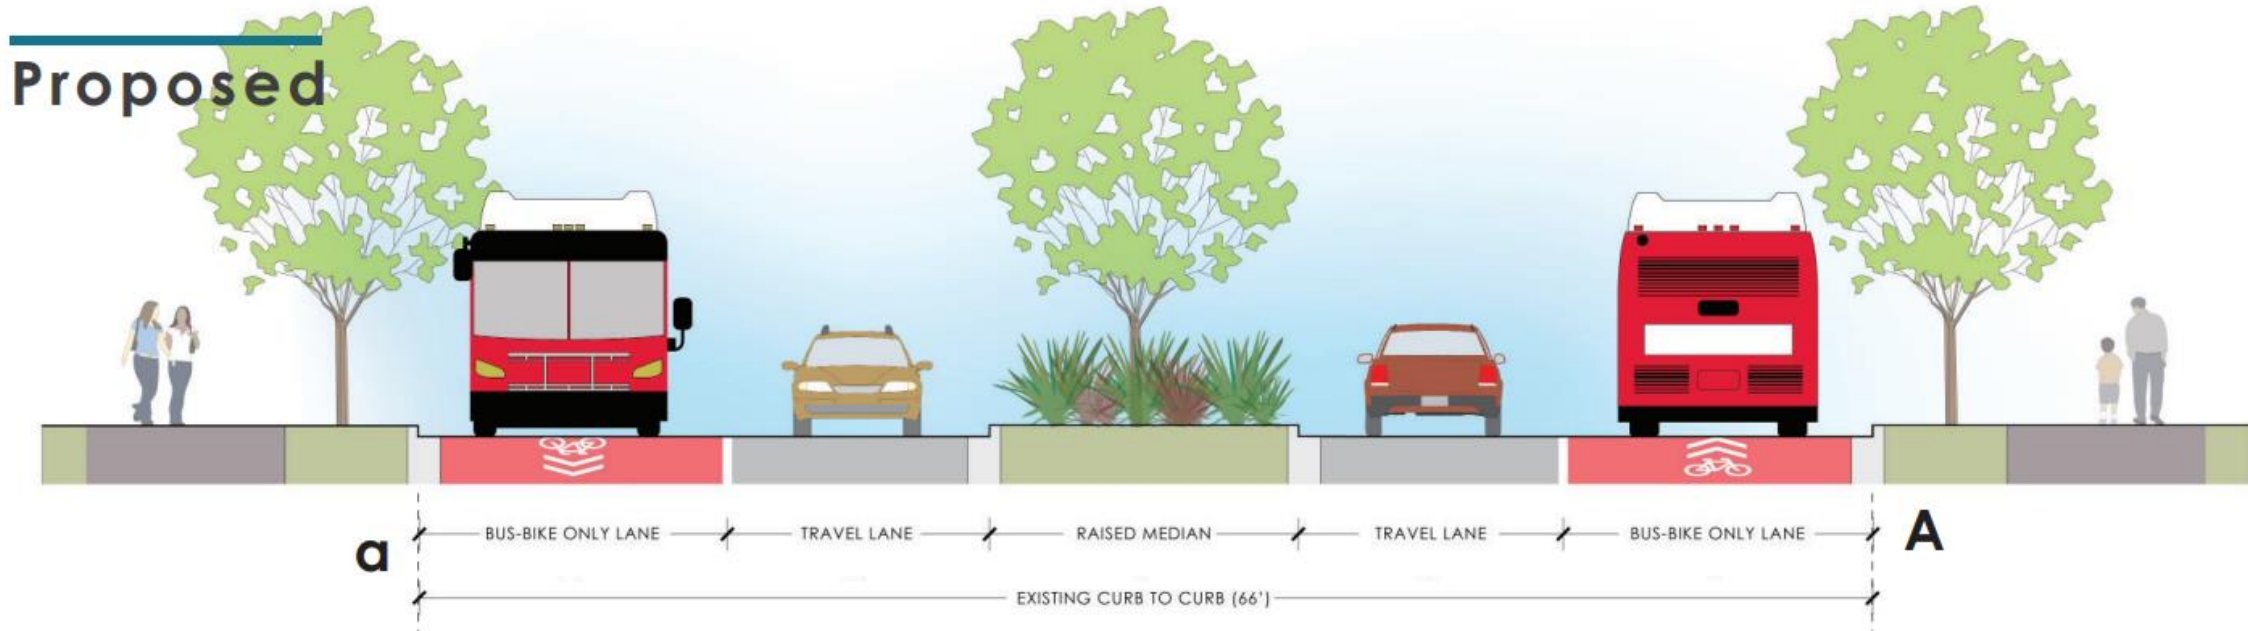 Proposed
BUS-BIKE ONLY LANE TRAVEL LANE RAISED MEDIAN TRAVEL LANE BUS-BIKE ONLY LANE
a A
EXISTING CURB TO CURB (66')